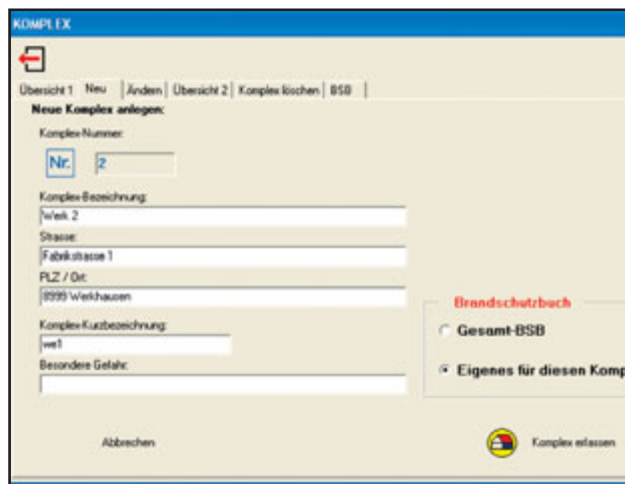 KOMPLEX
Übersicht 1 Neu Ändern Übersicht 2 Komplex löschen BSB
Neue Komplex anlegen:
Komplex-Nummer:
Nr. 2
Komplex-Bezeichnung:
Werk 2
Strasse:
Fabrikstrasse 1
PLZ / Ort:
8999 Werkhausen
Brandschutzbuch
Komplex-Kurzbezeichnung:
Gesamt-BSB
we1
Besondere Gefahr:
Eigenes für diesen Komp
Abbrechen Komplex erfassen